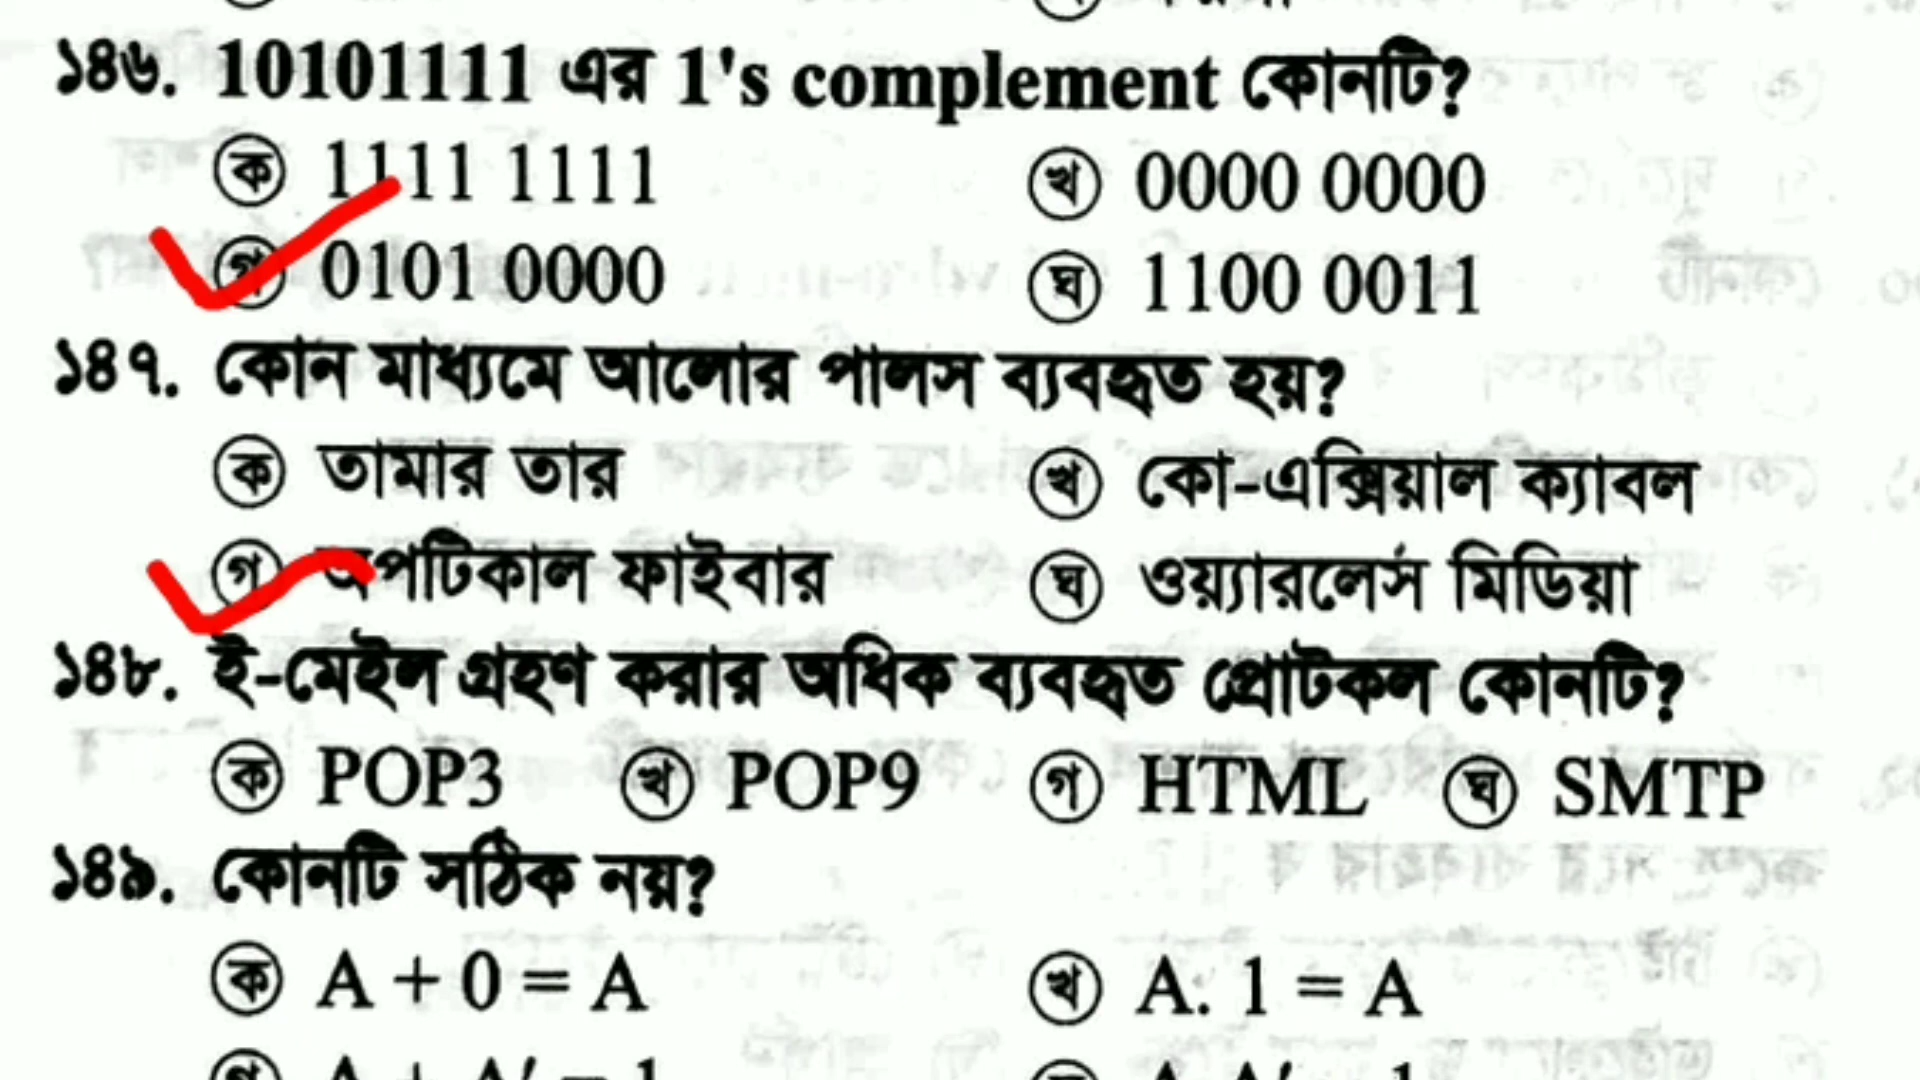 ১৪৬. 10101111 এর 1's complement কোনটি?
ক 1111 1111 খ 0000 0000
গ 0101 0000 ঘ 1100 0011
১৪৭. কোন মাধ্যমে আলোর পালস ব্যবহৃত হয়?
ক তামার তার খ কো-এক্সিয়াল ক্যাবল
গ অপটিকাল ফাইবার ঘ ওয়্যারলেস মিডিয়া
১৪৮. ই-মেইল গ্রহণ করার অধিক ব্যবহৃত প্রোটকল কোনটি?
ক POP3 খ POP9 গ HTML ঘ SMTP
১৪৯. কোনটি সঠিক নয়?
ক A + 0 = A খ A. 1 = A